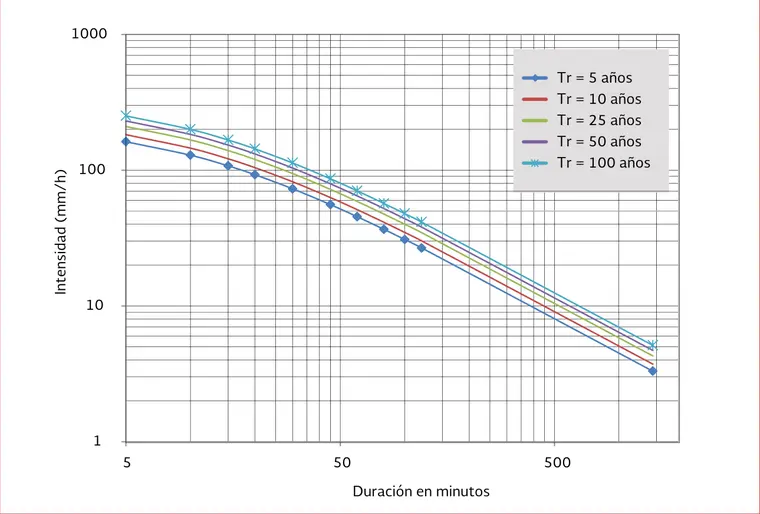 1000
100
10
1
Intensidad (mm/h)
5
50
500
Duración en minutos
Tr = 5 años
Tr = 10 años
Tr = 25 años
Tr = 50 años
Tr = 100 años